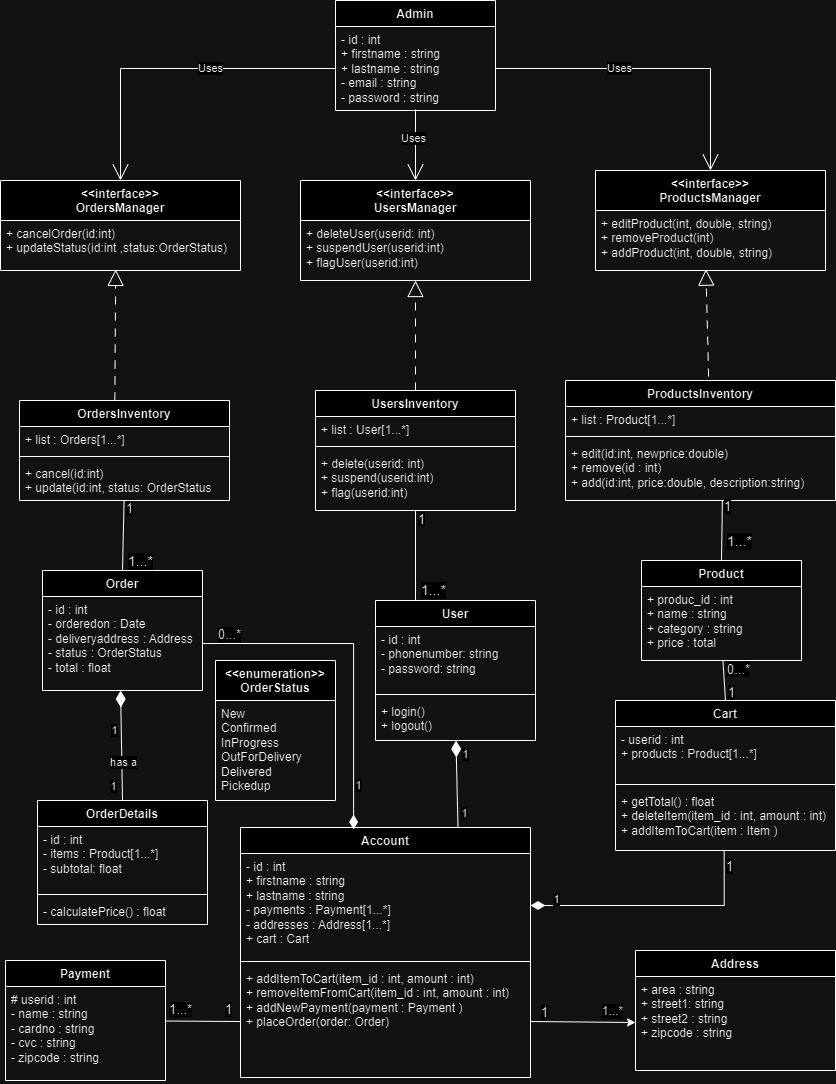 Admin
- id : int
+ firstname : string
+ lastname : string
- email : string
- password : string
Uses
Uses
Uses
<<interface>>
OrdersManager
+ cancelOrder(id:int)
+ updateStatus(id:int ,status:OrderStatus)
<<interface>>
UsersManager
+ deleteUser(userid: int)
+ suspendUser(userid:int)
+ flagUser(userid:int)
<<interface>>
ProductsManager
+ editProduct(int, double, string)
+ removeProduct(int)
+ addProduct(int, double, string)
OrdersInventory
+ list : Orders[1...*]
+ cancel(id:int)
+ update(id:int, status: OrderStatus
1
1...*
UsersInventory
+ list : User[1...*]
+ delete(userid: int)
+ suspend(userid:int)
+ flag(userid:int)
1
1...*
ProductsInventory
+ list : Product[1...*]
+ edit(id:int, newprice:double)
+ remove(id : int)
+ add(id:int, price:double, description:string)
1
1...*
Order
- id : int
- orderedon : Date
- deliveryaddress : Address
- status : OrderStatus
- total : float
0...*
1
has a
1
<<enumeration>>
OrderStatus
New
Confirmed
InProgress
OutForDelivery
Delivered
Pickedup
1
User
- id : int
- phonenumber: string
- password: string
+ login()
+ logout()
1
1
Product
+ produc_id : int
+ name : string
+ category : string
+ price : total
0...*
1
Cart
- userid : int
+ products : Product[1...*]
+ getTotal() : float
+ deleteItem(item_id : int, amount : int)
+ addItemToCart(item : Item )
1
1
OrderDetails
- id : int
- items : Product[1...*]
- subtotal: float
- calculatePrice() : float
Account
- id : int
+ firstname : string
+ lastname : string
- payments : Payment[1...*]
- addresses : Address[1...*]
+ cart : Cart
+ addItemToCart(item_id : int, amount : int)
+ removeItemFromCart(item_id : int, amount : int)
+ addNewPayment(payment : Payment )
+ placeOrder(order: Order)
Payment
# userid : int
- name : string
- cardno : string
- cvc : string
- zipcode : string
1...*
1
1
1...*
Address
+ area : string
+ street1: string
+ street2 : string
+ zipcode : string